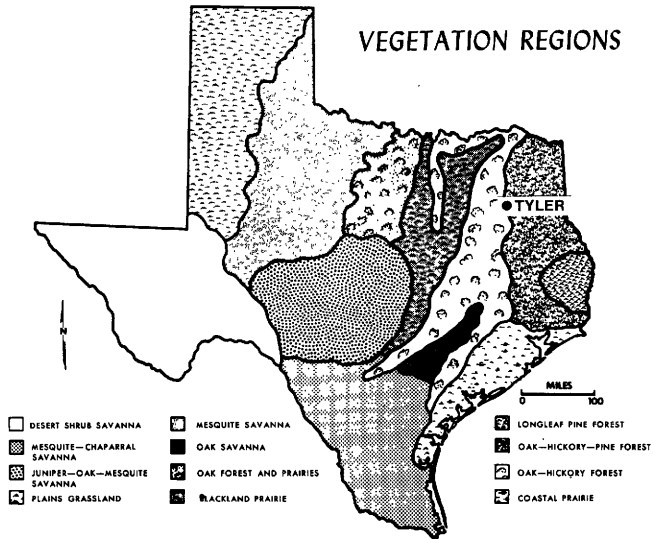 VEGETATION REGIONS
TYLER
N
MILES
0 100
DESERT SHRUB SAVANNA
MESQUITE—CHAPARRAL
SAVANNA
JUNIPER—OAK—MESQUITE
SAVANNA
PLAINS GRASSLAND
MESQUITE SAVANNA
OAK SAVANNA
OAK FOREST AND PRAIRIES
BLACKLAND PRAIRIE
LONGLEAF PINE FOREST
OAK—HICKORY—PINE FOREST
OAK—HICKORY FOREST
COASTAL PRAIRIE